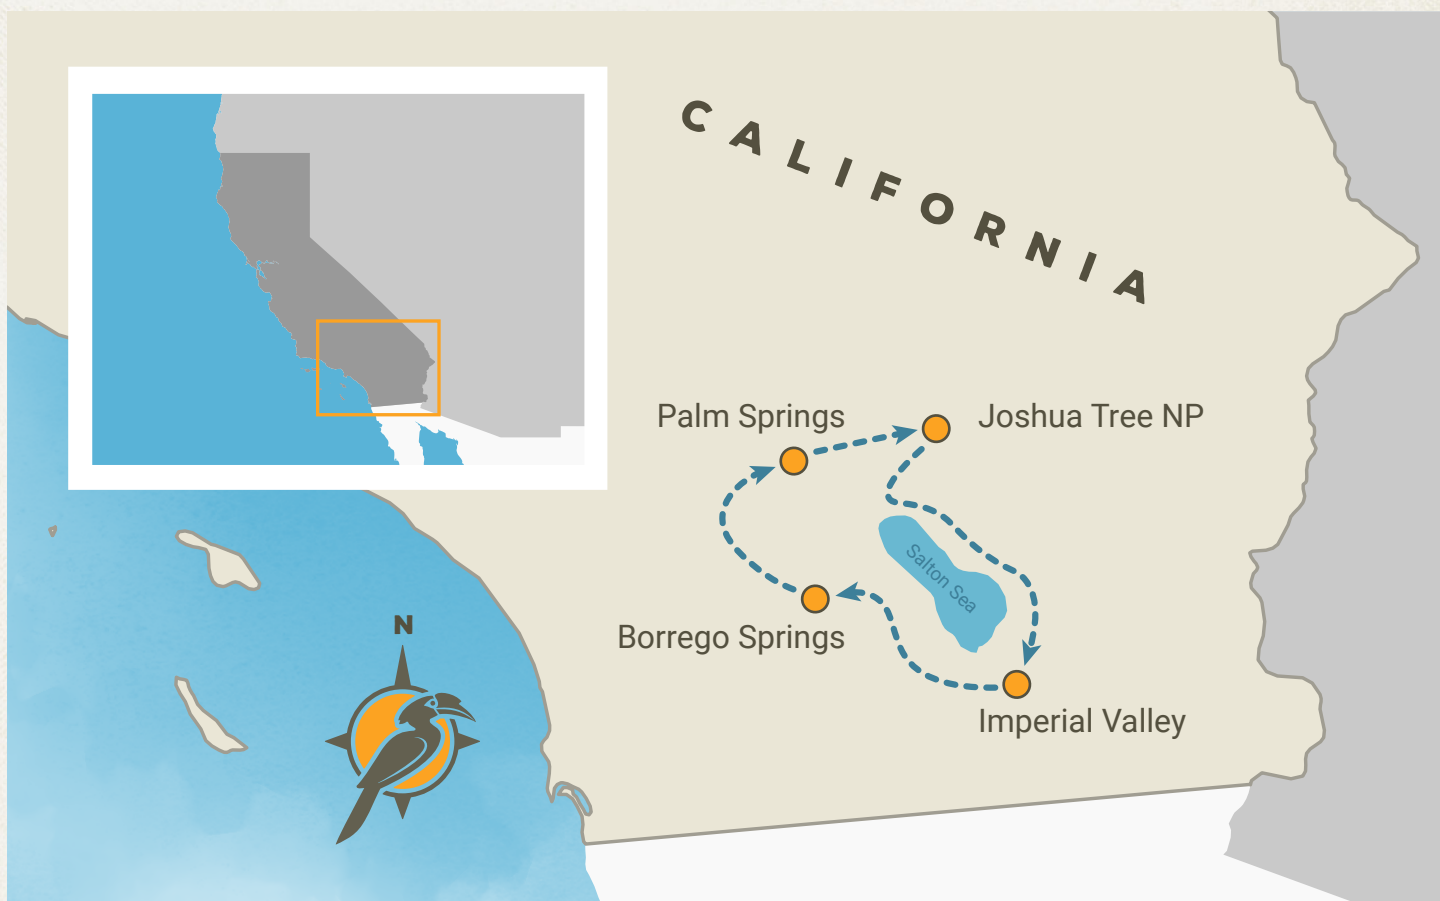 CALIFORNIA
Palm Springs
Joshua Tree NP
Salton Sea
Borrego Springs
N
Imperial Valley